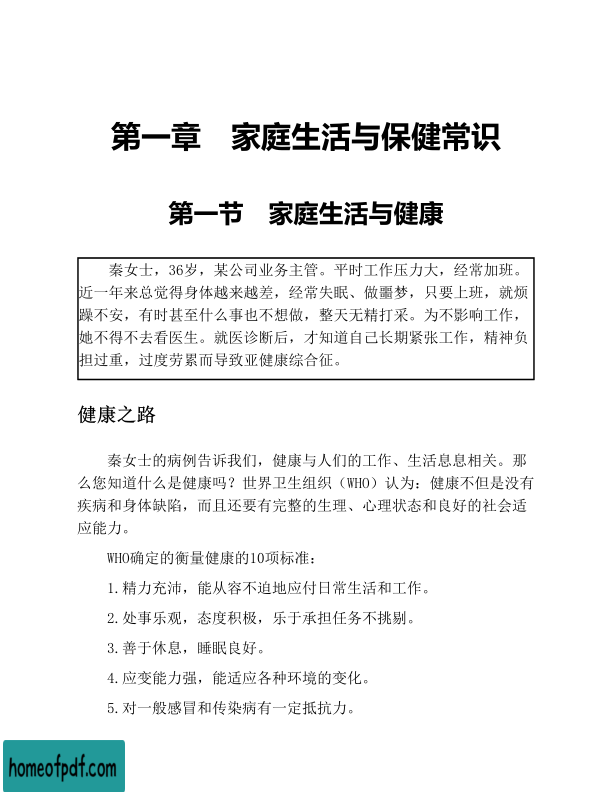 第一章　家庭生活与保健常识
第一节　家庭生活与健康
秦女士，36岁，某公司业务主管。平时工作压力大，经常加班。
近一年来总觉得身体越来越差，经常失眠、做噩梦，只要上班，就烦
躁不安，有时甚至什么事也不想做，整天无精打采。为不影响工作，
她不得不去看医生。就医诊断后，才知道自己长期紧张工作，精神负
担过重，过度劳累而导致亚健康综合征。
健康之路
秦女士的病例告诉我们，健康与人们的工作、生活息息相关。那
么您知道什么是健康吗？世界卫生组织（WHO）认为：健康不但是没有
疾病和身体缺陷，而且还要有完整的生理、心理状态和良好的社会适
应能力。
WHO确定的衡量健康的10项标准：
1.精力充沛，能从容不迫地应付日常生活和工作。
2.处事乐观，态度积极，乐于承担任务不挑剔。
3.善于休息，睡眠良好。
4.应变能力强，能适应各种环境的变化。
5.对一般感冒和传染病有一定抵抗力。
homeofpdf.com